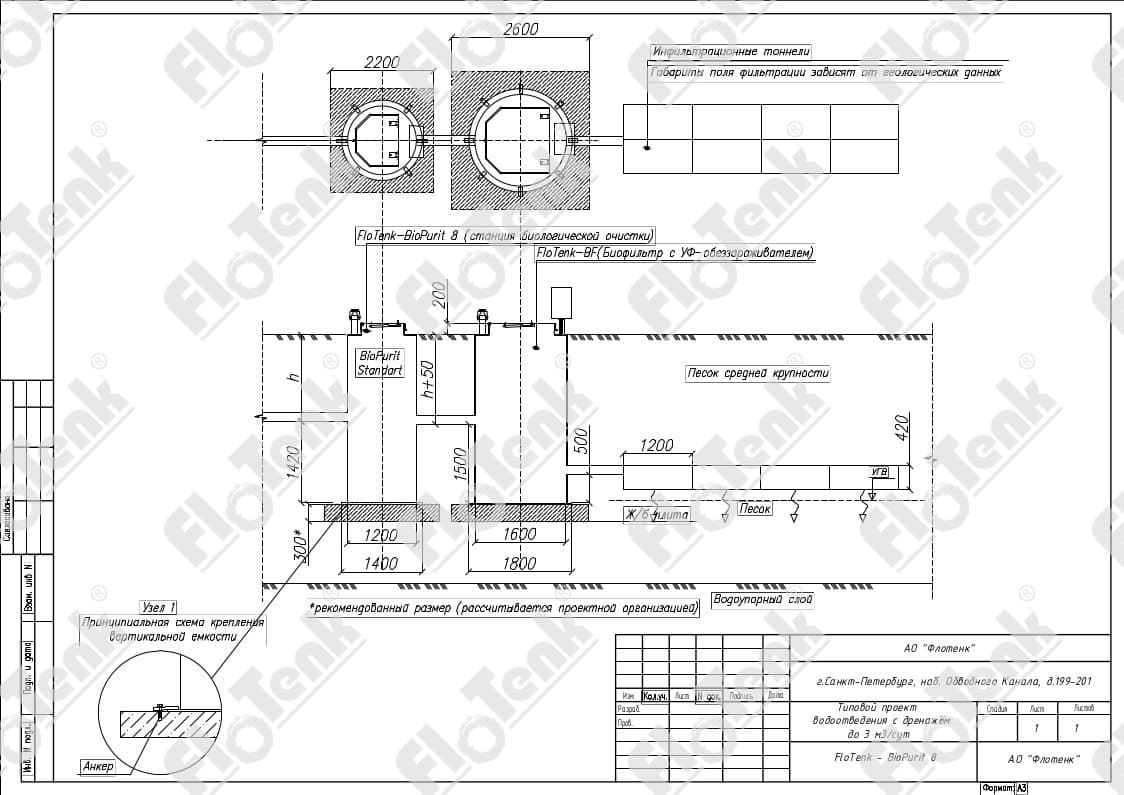 2600
2200
Инфильтрационные тоннели
Габариты поля фильтрации зависят от геологических данных
FloTenk-BioPurit 8 (станция биологической очистки)
FloTenk-BF(Биофильтр с УФ-обеззараживателем)
200
BioPurit
Standart
h
h+50
Песок средней крупности
1420
1500
500
1200
420
УГВ
Ж/б плита
Песок
300*
1200
1600
1400
1800
*рекомендованный размер (рассчитывается проектной организацией)
Водоупорный слой
Узел 1
Принципиальная схема крепления
вертикальной емкости
Анкер
Согласовано
Взам. инв. N
Подп. и дата
Инв. N подл.
АО "Флотенк"
г.Санкт-Петербург, наб. Обводного Канала, д.199-201
Изм. Кол.уч. Лист N док. Подпись Дата
Разраб.
Пров.
Типовой проект
водоотведения с дренажём
до 3 м3/сут
Стадия Лист Листов
1 1
FloTenk - BioPurit 8
АО "Флотенк"
Формат: А3
FloTenk ®